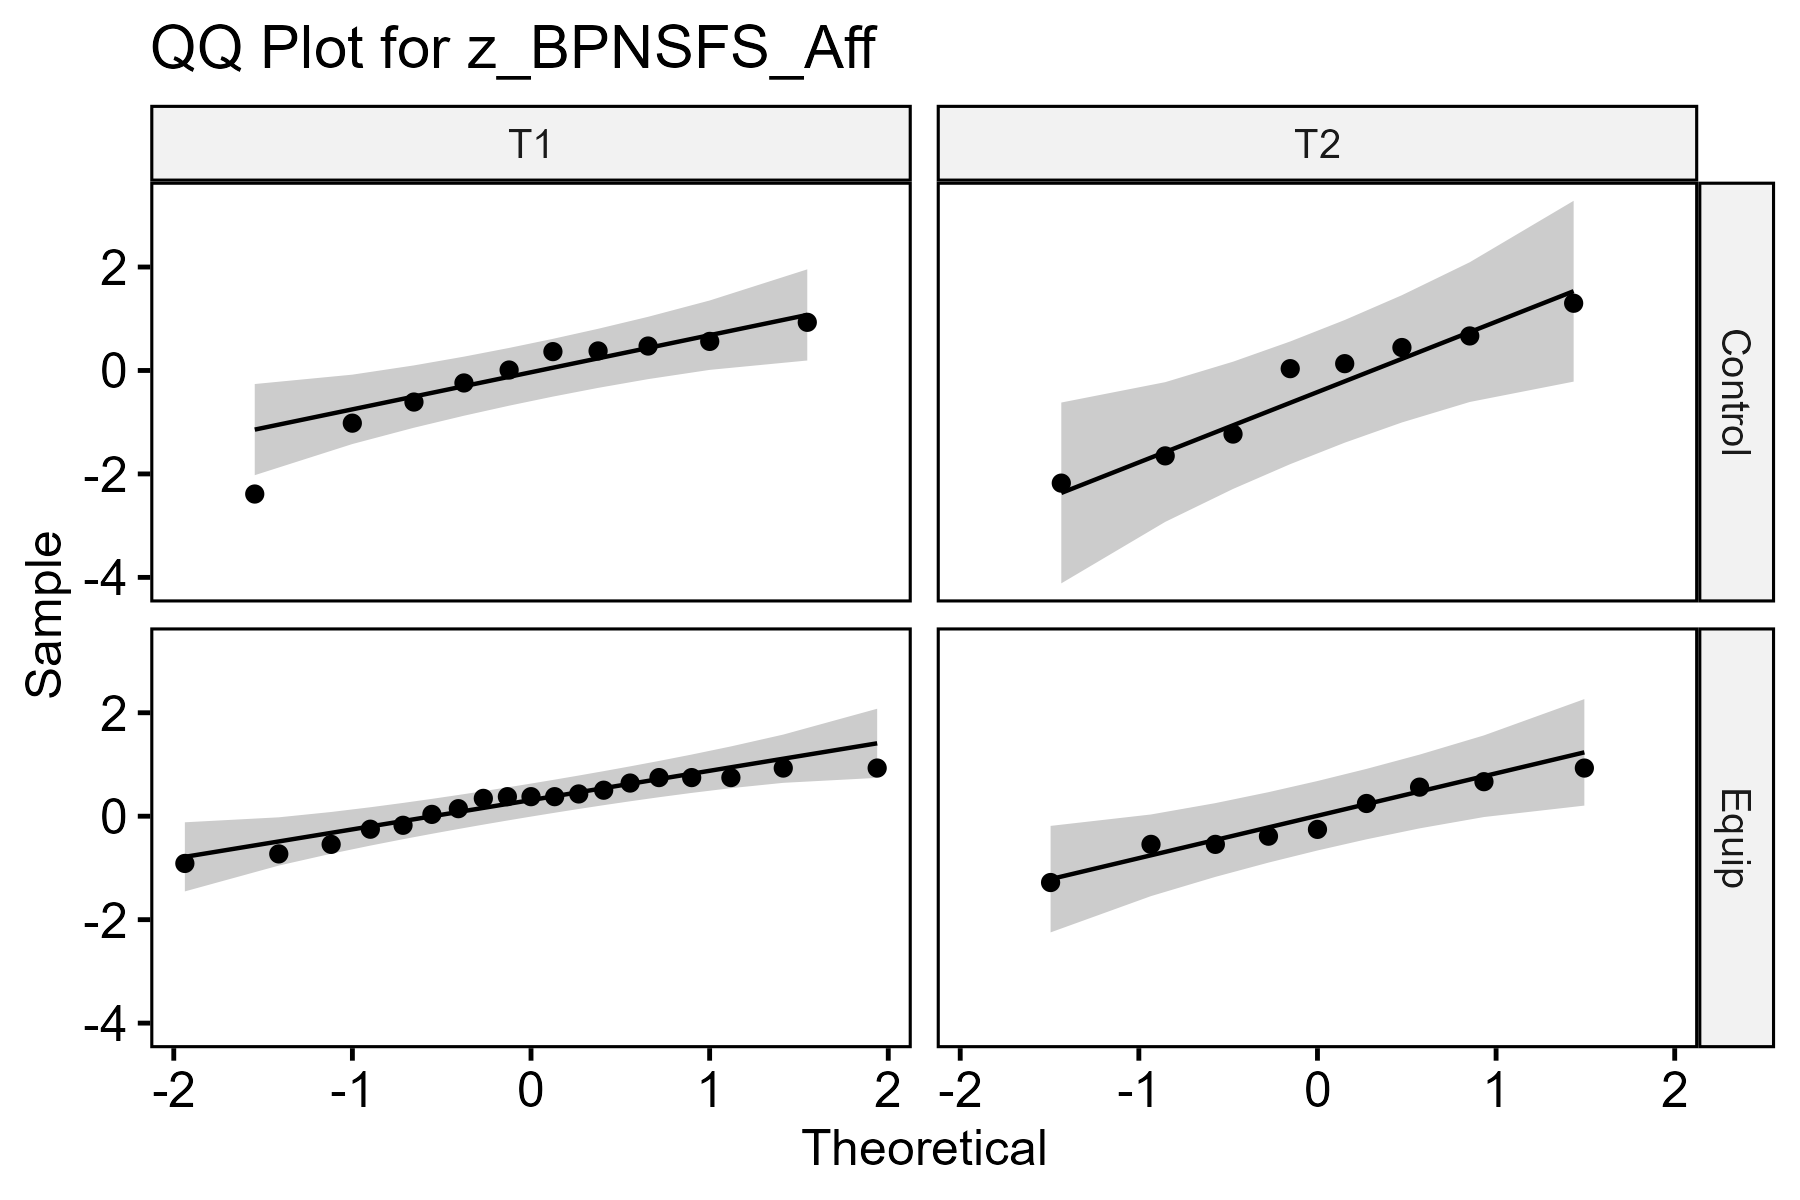 QQ Plot for z_BPNSFS_Aff
T1
T2
2
0
-2
-4
Control
Sample
2
0
-2
-4
Equip
-2 -1 0 1 2 -2 -1 0 1 2
Theoretical